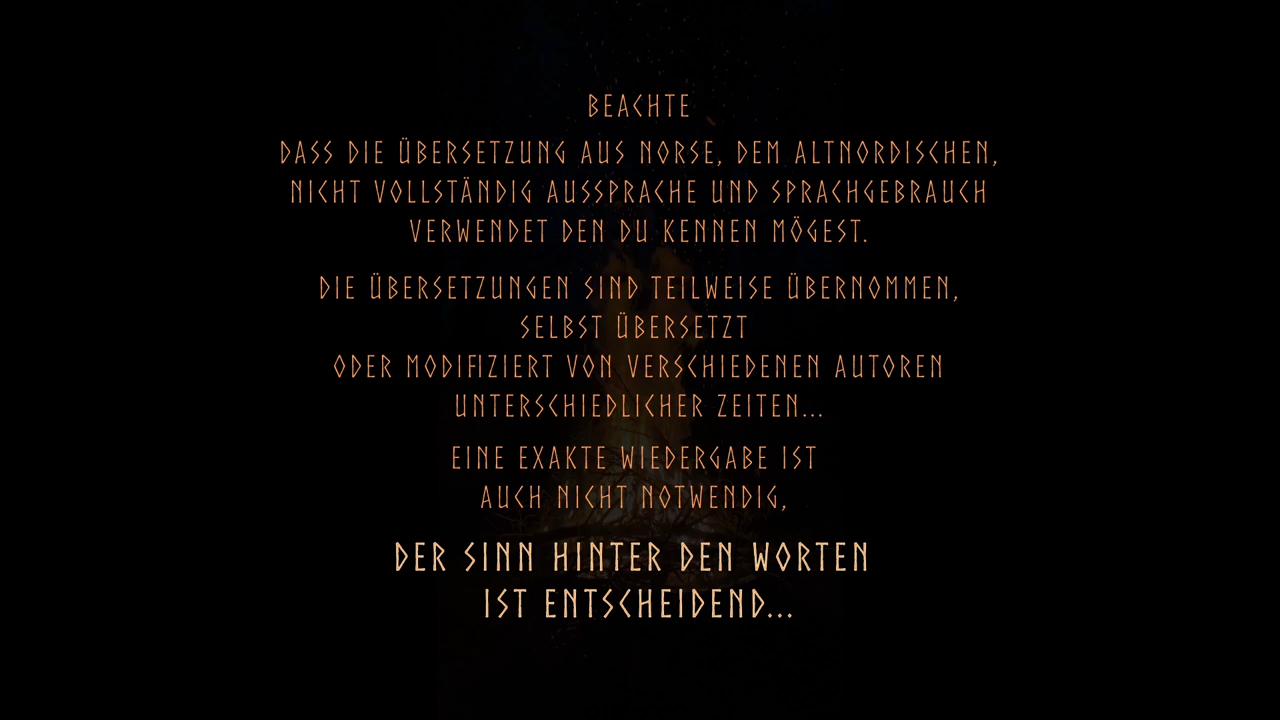 BEACHTE
DASS DIE ÜBERSETZUNG AUS NORSE, DEM ALTNORDISCHEN,
NICHT VOLLSTÄNDIG AUSSPRACHE UND SPRACHGEBRAUCH
VERWENDET DEN DU KENNEN MÖGEST.
DIE ÜBERSETZUNGEN SIND TEILWEISE ÜBERNOMMEN,
SELBST ÜBERSETZT
ODER MODIFIZIERT VON VERSCHIEDENEN AUTOREN
UNTERSCHIEDLICHER ZEITEN...
EINE EXAKTE WIEDERGABE IST
AUCH NICHT NOTWENDIG,
DER SINN HINTER DEN WORTEN
IST ENTSCHEIDEND...